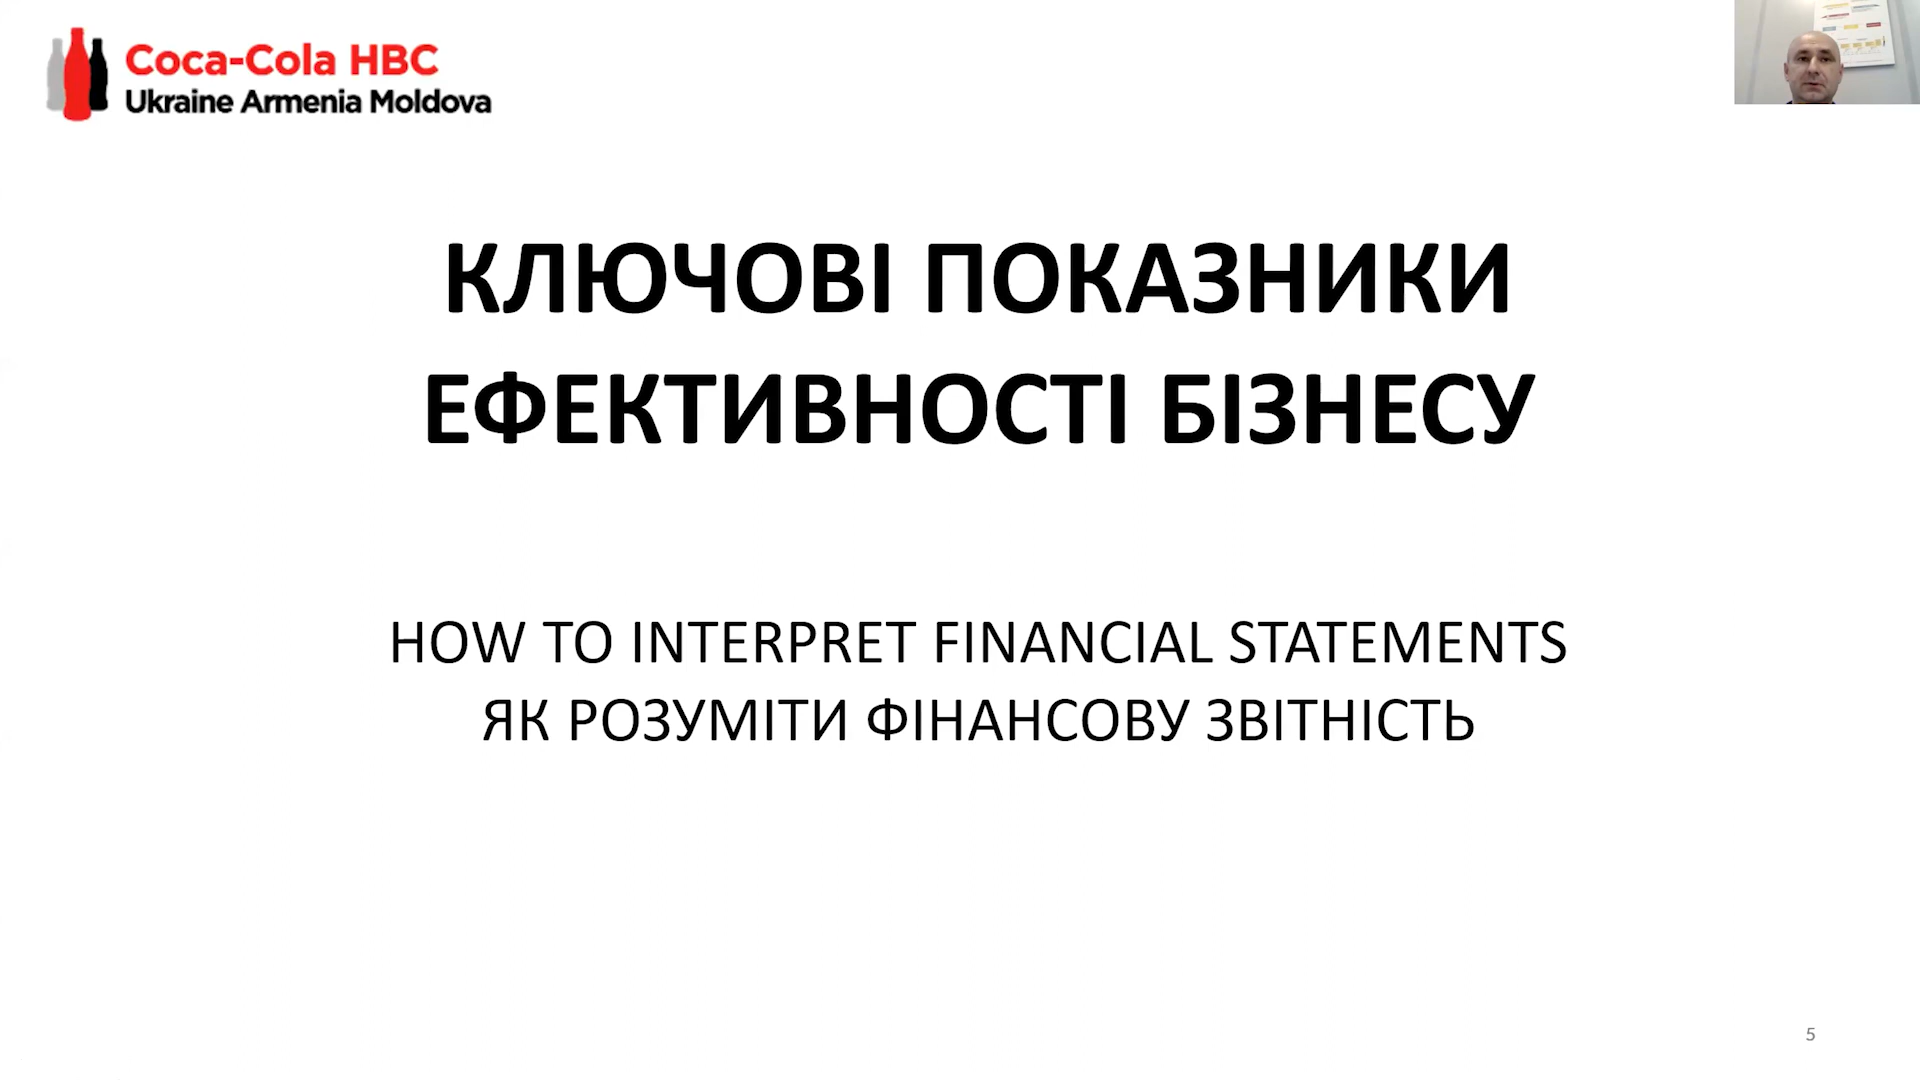 Coca-Cola HBC
Ukraine Armenia Moldova
КЛЮЧОВІ ПОКАЗНИКИ
ЕФЕКТИВНОСТІ БІЗНЕСУ
HOW TO INTERPRET FINANCIAL STATEMENTS
ЯК РОЗУМІТИ ФІНАНСОВУ ЗВІТНІСТЬ
5